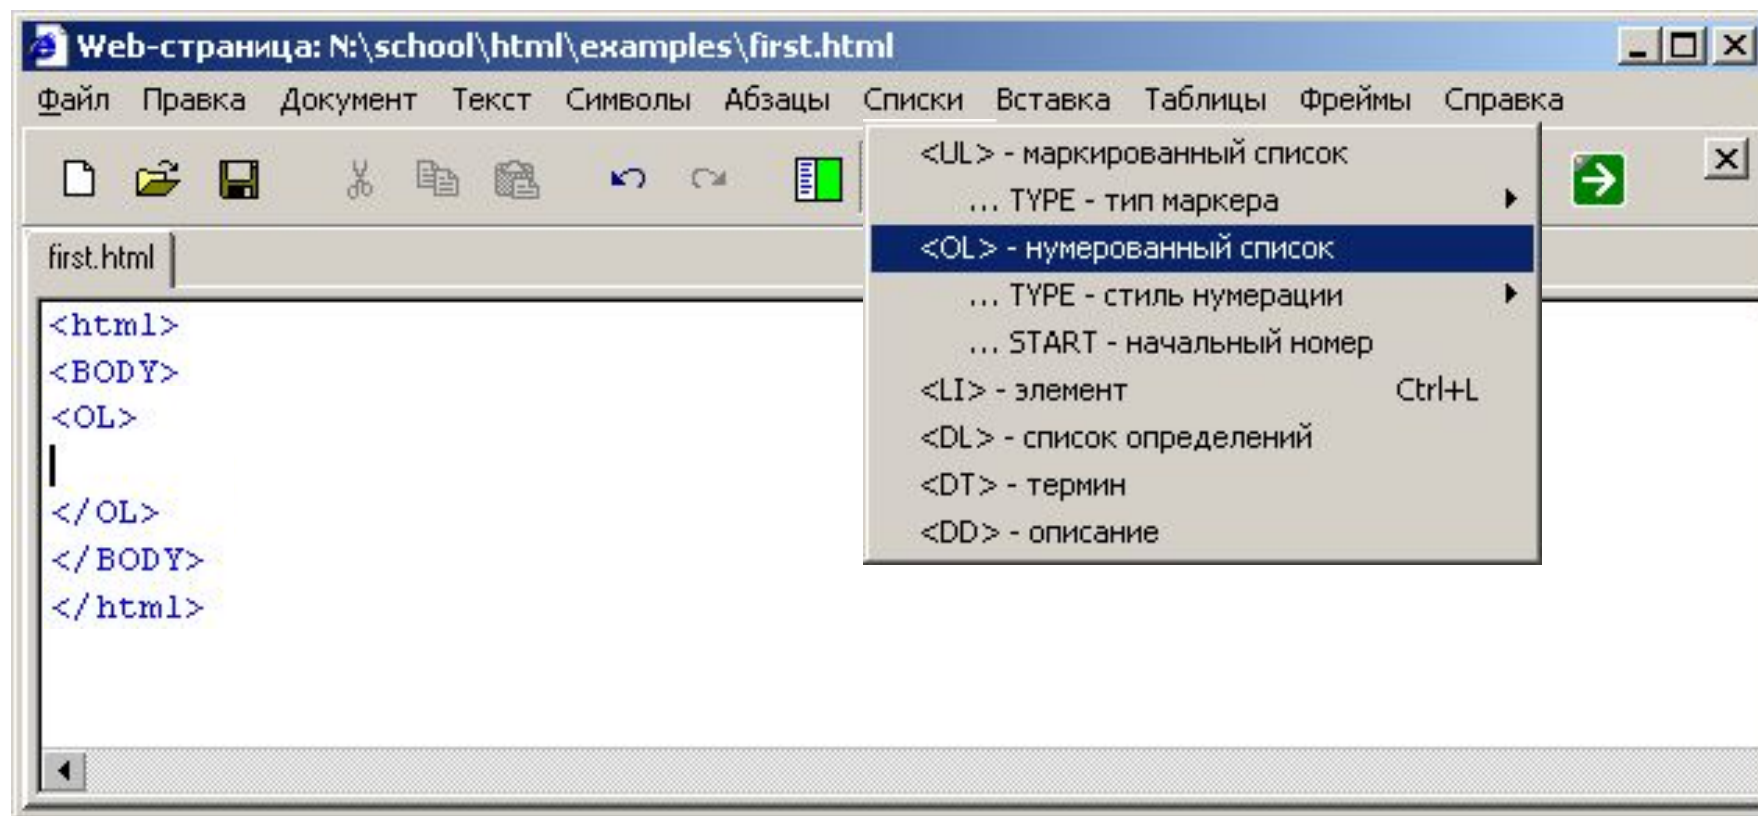 Web-страница: N:\school\html\examples\first.html
Файл Правка Документ Текст Символы Абзацы Списки Вставка Таблицы Фреймы Справка
<UL> - маркированный список
... TYPE - тип маркера
<OL> - нумерованный список
... TYPE - стиль нумерации
... START - начальный номер
<LI> - элемент Ctrl+L
<DL> - список определений
<DT> - термин
<DD> - описание
first.html
<html>
<BODY>
<OL>
</OL>
</BODY>
</html>